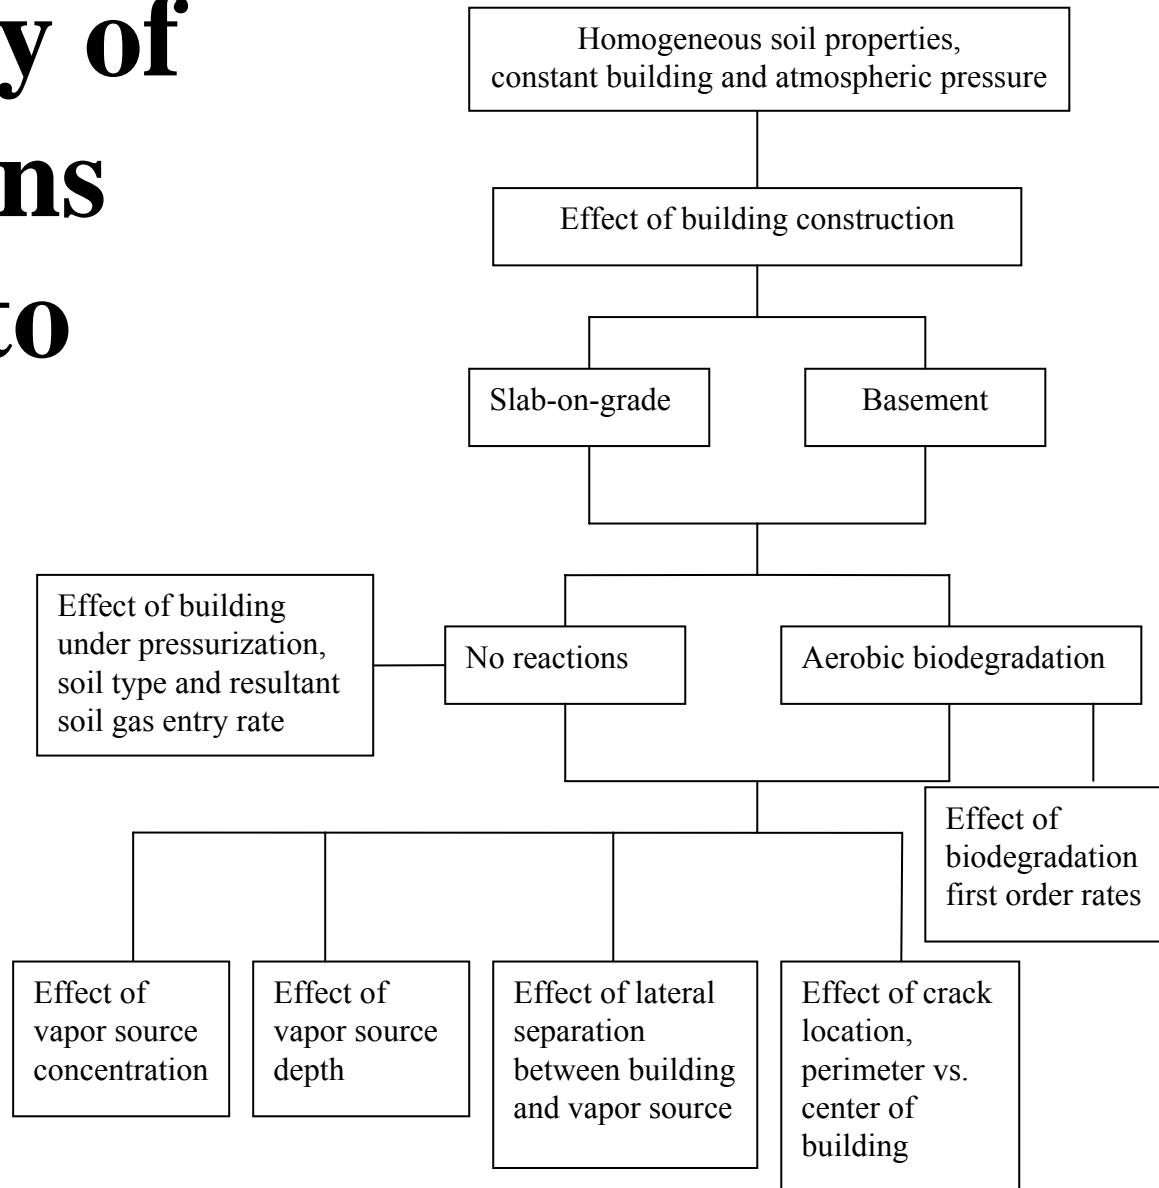 y of
ns
to
Homogeneous soil properties,
constant building and atmospheric pressure
Effect of building construction
Slab-on-grade
Basement
Effect of building
under pressurization,
soil type and resultant
soil gas entry rate
No reactions
Aerobic biodegradation
Effect of
biodegradation
first order rates
Effect of
vapor source
concentration
Effect of
vapor source
depth
Effect of lateral
separation
between building
and vapor source
Effect of crack
location,
perimeter vs.
center of
building